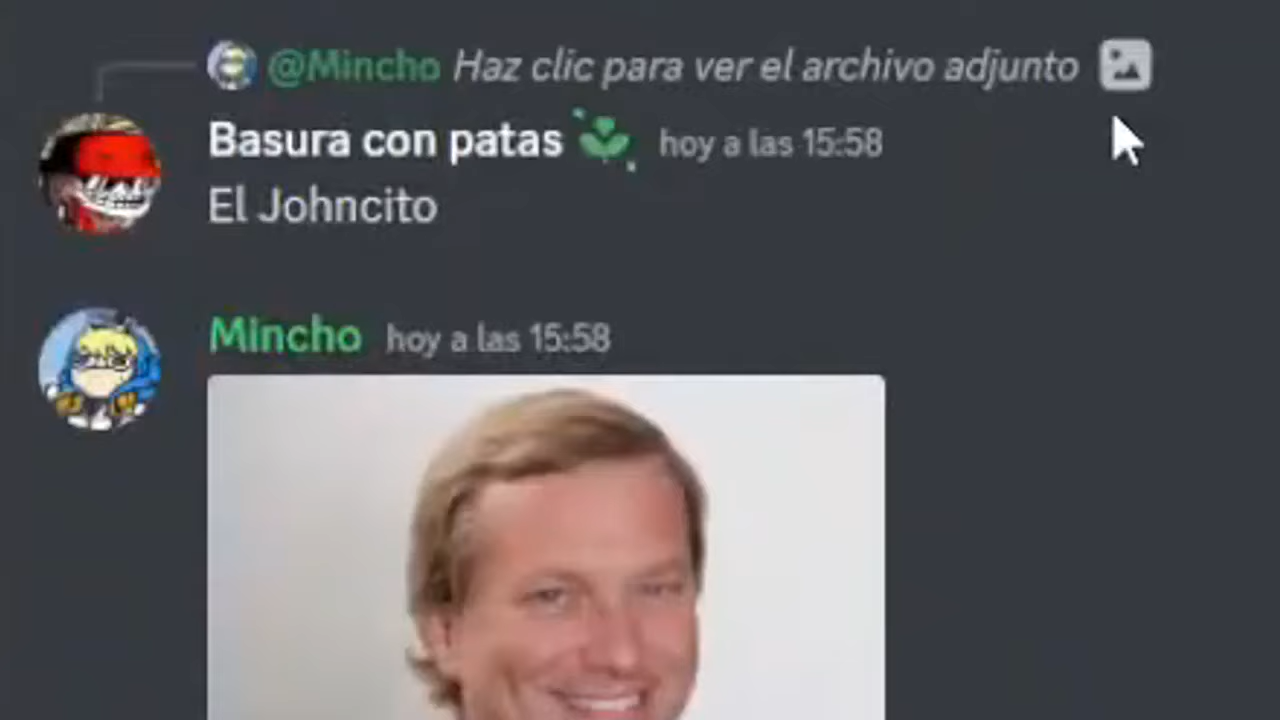 @Mincho Haz clic para ver el archivo adjunto
Basura con patas hoy a las 15:58
El Johncito
Mincho hoy a las 15:58